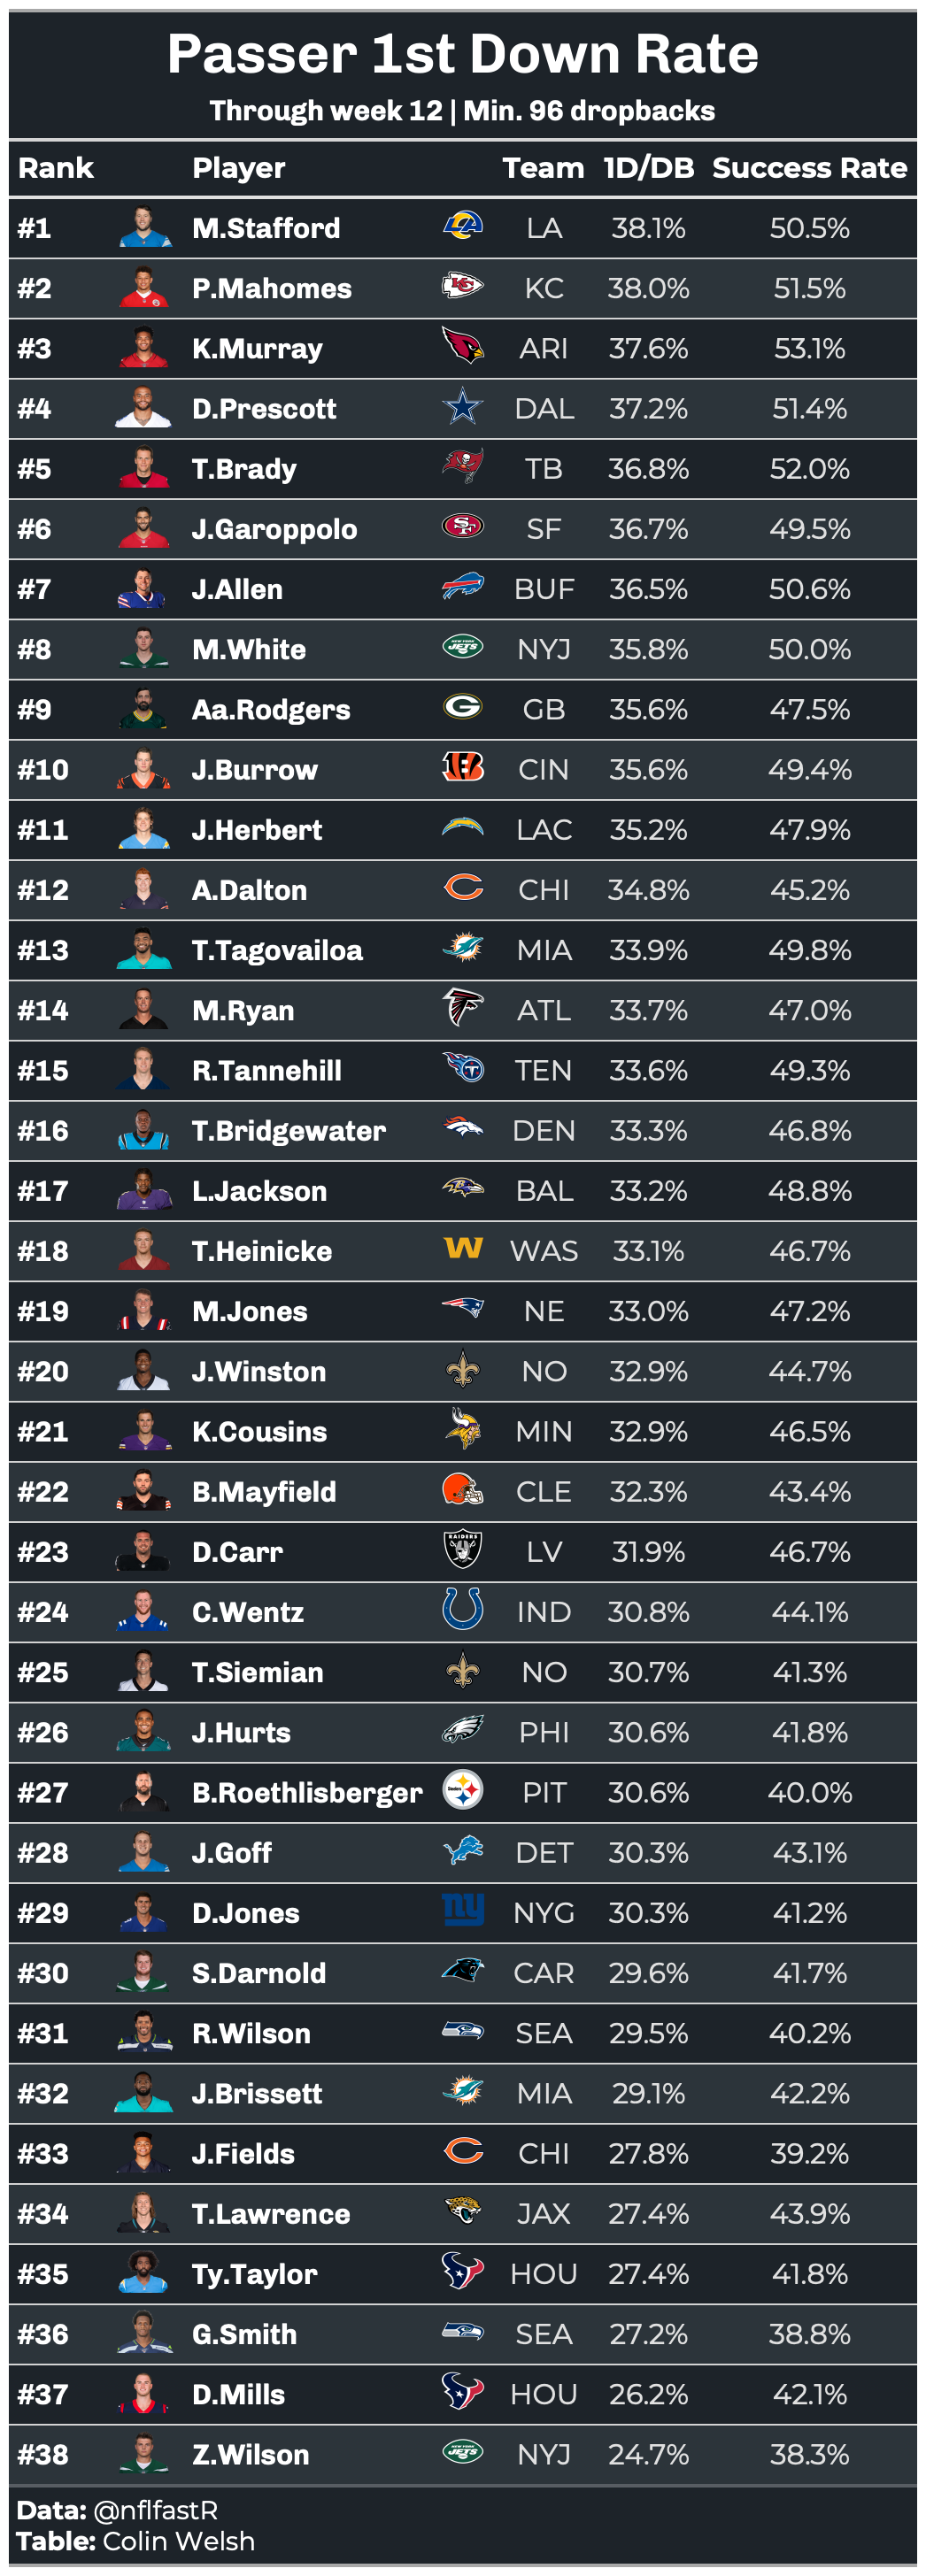 Passer 1st Down Rate
Through week 12 | Min. 96 dropbacks
Rank Player Team 1D/DB Success Rate
#1 M.Stafford LA 38.1% 50.5%
#2 P.Mahomes KC 38.0% 51.5%
#3 K.Murray ARI 37.6% 53.1%
#4 D.Prescott DAL 37.2% 51.4%
#5 T.Brady TB 36.8% 52.0%
#6 J.Garoppolo SF 36.7% 49.5%
#7 J.Allen BUF 36.5% 50.6%
#8 M.White NYJ 35.8% 50.0%
#9 Aa.Rodgers GB 35.6% 47.5%
#10 J.Burrow CIN 35.6% 49.4%
#11 J.Herbert LAC 35.2% 47.9%
#12 A.Dalton CHI 34.8% 45.2%
#13 T.Tagovailoa MIA 33.9% 49.8%
#14 M.Ryan ATL 33.7% 47.0%
#15 R.Tannehill TEN 33.6% 49.3%
#16 T.Bridgewater DEN 33.3% 46.8%
#17 L.Jackson BAL 33.2% 48.8%
#18 T.Heinicke WAS 33.1% 46.7%
#19 M.Jones NE 33.0% 47.2%
#20 J.Winston NO 32.9% 44.7%
#21 K.Cousins MIN 32.9% 46.5%
#22 B.Mayfield CLE 32.3% 43.4%
#23 D.Carr LV 31.9% 46.7%
#24 C.Wentz IND 30.8% 44.1%
#25 T.Siemian NO 30.7% 41.3%
#26 J.Hurts PHI 30.6% 41.8%
#27 B.Roethlisberger PIT 30.6% 40.0%
#28 J.Goff DET 30.3% 43.1%
#29 D.Jones NYG 30.3% 41.2%
#30 S.Darnold CAR 29.6% 41.7%
#31 R.Wilson SEA 29.5% 40.2%
#32 J.Brissett MIA 29.1% 42.2%
#33 J.Fields CHI 27.8% 39.2%
#34 T.Lawrence JAX 27.4% 43.9%
#35 Ty.Taylor HOU 27.4% 41.8%
#36 G.Smith SEA 27.2% 38.8%
#37 D.Mills HOU 26.2% 42.1%
#38 Z.Wilson NYJ 24.7% 38.3%
Data: @nflfastR
Table: Colin Welsh